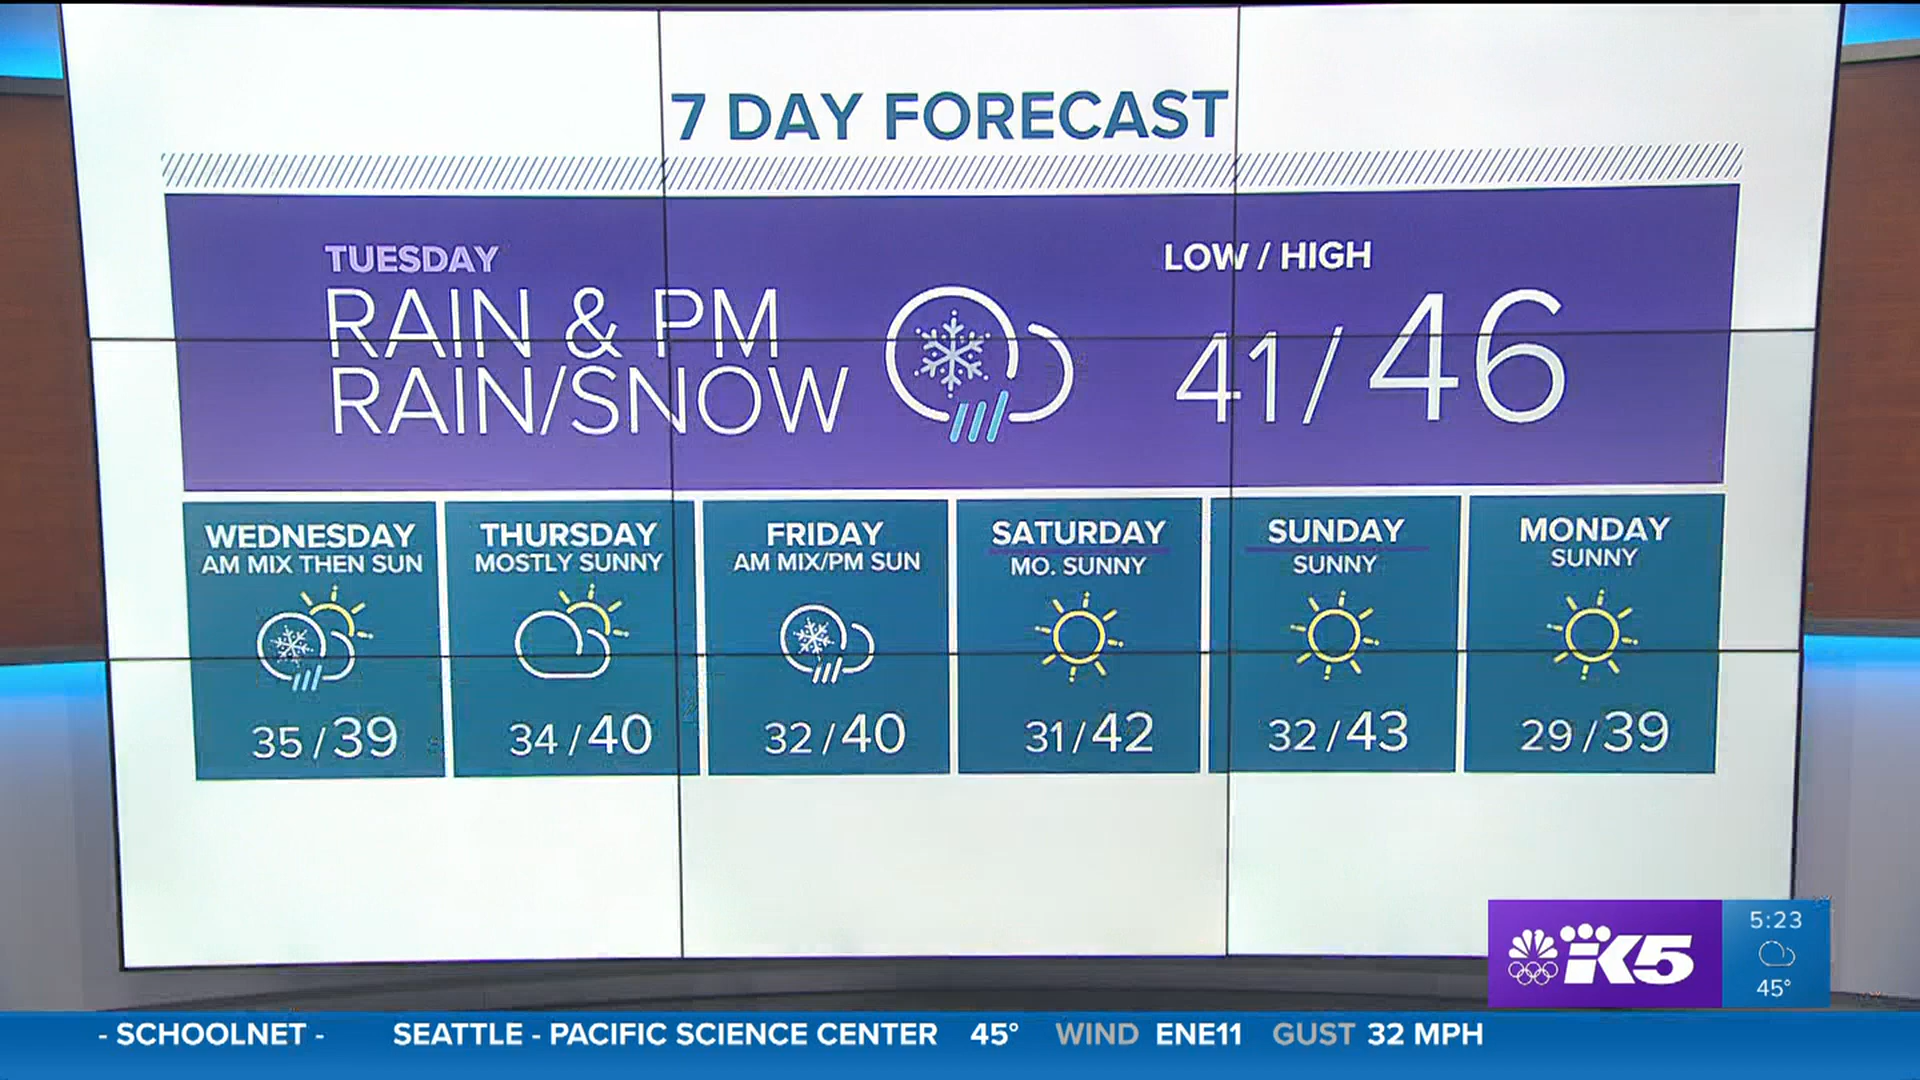 7 DAY FORECAST
TUESDAY
RAIN & PM
RAIN/SNOW
LOW / HIGH
41 / 46
WEDNESDAY
AM MIX THEN SUN
35 / 39
THURSDAY
MOSTLY SUNNY
34 / 40
FRIDAY
AM MIX/PM SUN
32 / 40
SATURDAY
MO. SUNNY
31 / 42
SUNDAY
SUNNY
32 / 43
MONDAY
SUNNY
29 / 39
K5
5:23
45°
- SCHOOLNET - SEATTLE - PACIFIC SCIENCE CENTER 45° WIND ENE11 GUST 32 MPH